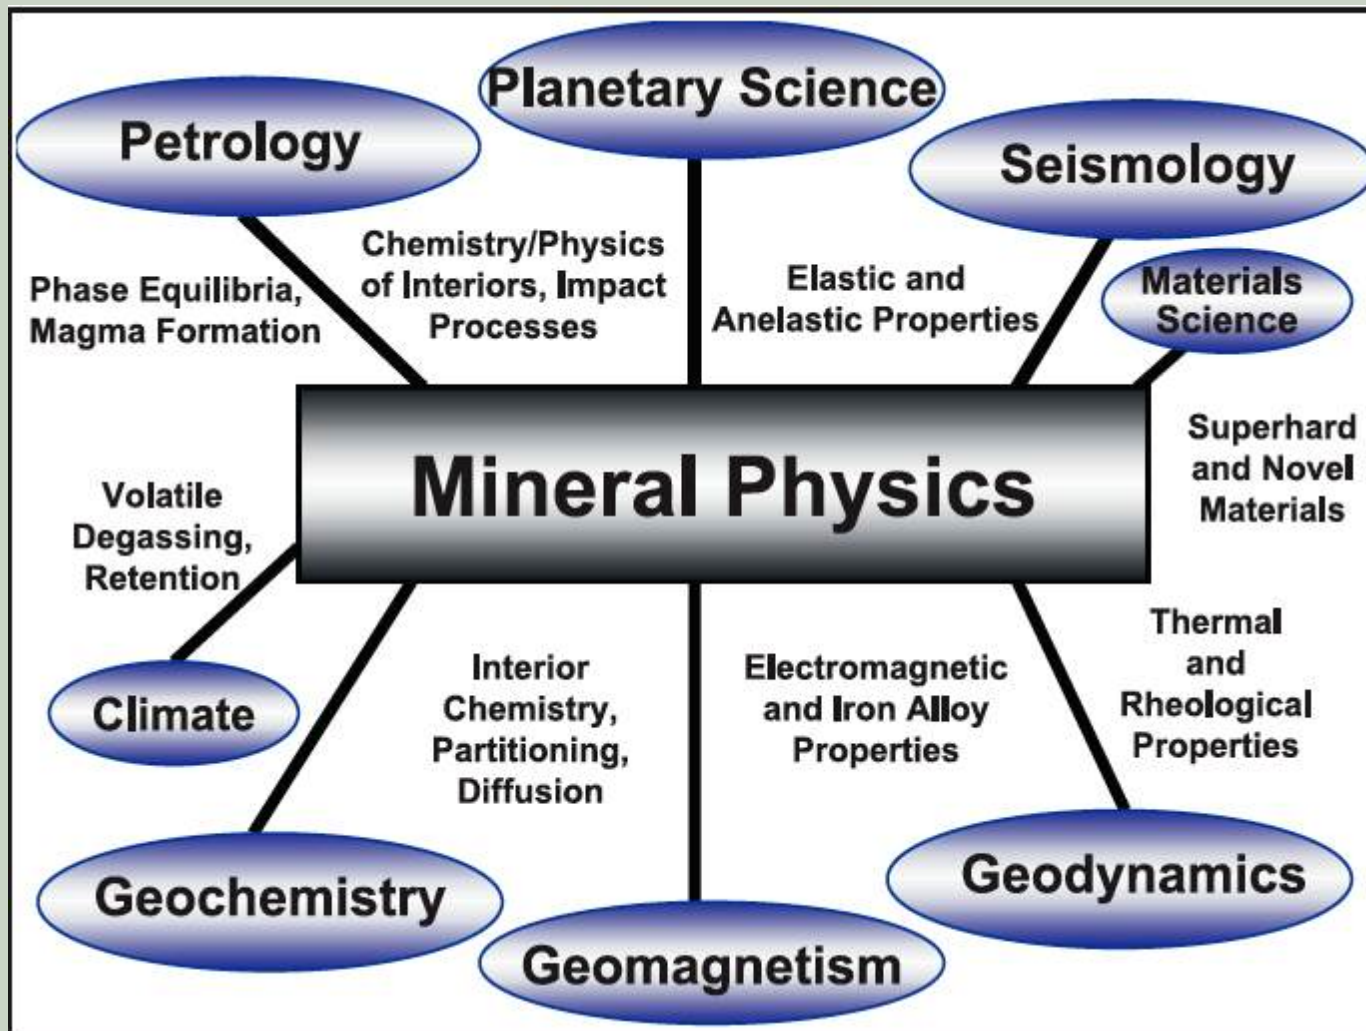 Petrology
Planetary Science
Seismology
Phase Equilibria,
Magma Formation
Chemistry/Physics
of Interiors, Impact
Processes
Elastic and
Anelastic Properties
Materials
Science
Mineral Physics
Superhard
and Novel
Materials
Volatile
Degassing,
Retention
Climate
Interior
Chemistry,
Partitioning,
Diffusion
Electromagnetic
and Iron Alloy
Properties
Thermal
and
Rheological
Properties
Geochemistry
Geomagnetism
Geodynamics